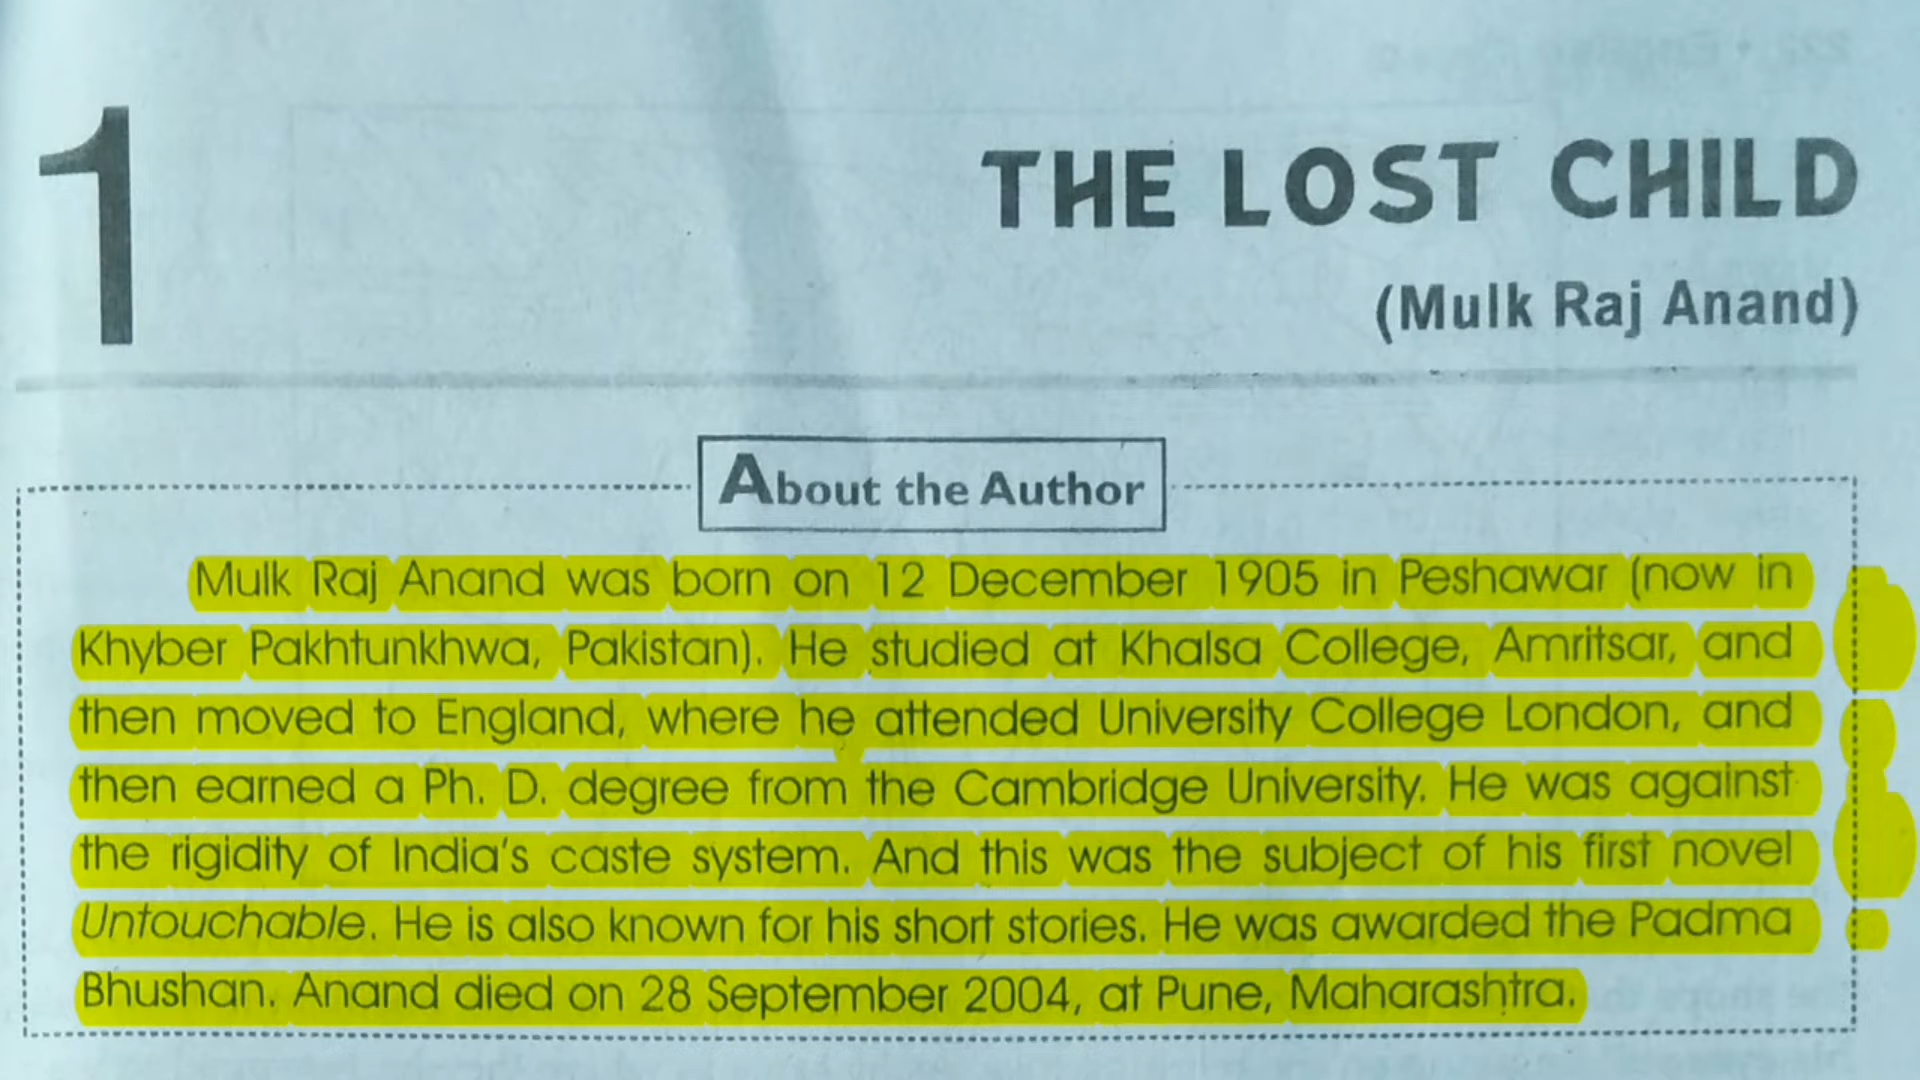 1
THE LOST CHILD
(Mulk Raj Anand)
About the Author
Mulk Raj Anand was born on 12 December 1905 in Peshawar (now in
Khyber Pakhtunkhwa, Pakistan). He studied at Khalsa College, Amritsar, and
then moved to England, where he attended University College London, and
then earned a Ph. D. degree from the Cambridge University. He was against
the rigidity of India's caste system. And this was the subject of his first novel
Untouchable. He is also known for his short stories. He was awarded the Padma
Bhushan. Anand died on 28 September 2004, at Pune, Maharashtra.